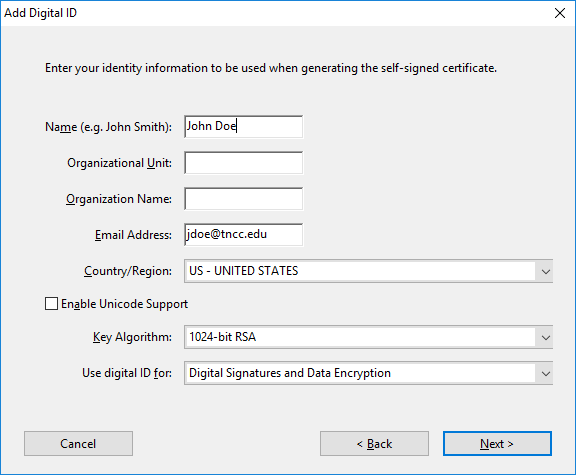 Add Digital ID
Enter your identity information to be used when generating the self-signed certificate.
Name (e.g. John Smith): John Doe
Organizational Unit:
Organization Name:
Email Address: jdoe@tncc.edu
Country/Region: US - UNITED STATES
Enable Unicode Support
Key Algorithm: 1024-bit RSA
Use digital ID for: Digital Signatures and Data Encryption
Cancel < Back Next >